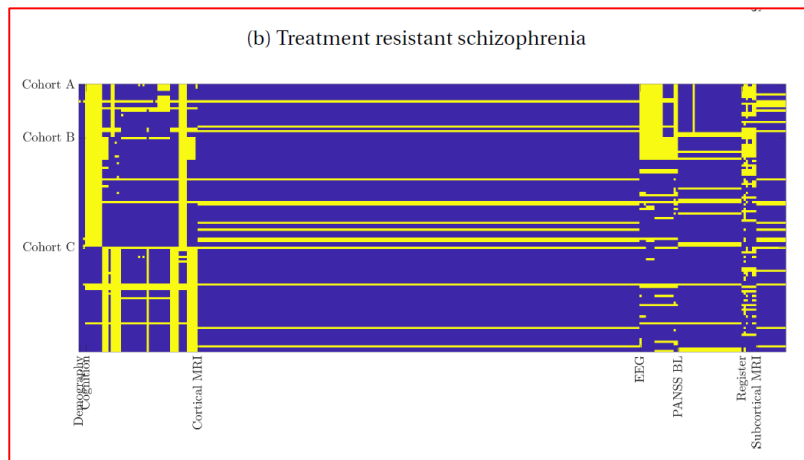 (b) Treatment resistant schizophrenia
Cohort A
Cohort B
Cohort C
Demography
Cognition
Cortical MRI
EEG
PANSS BL
Register
Subcortical MRI